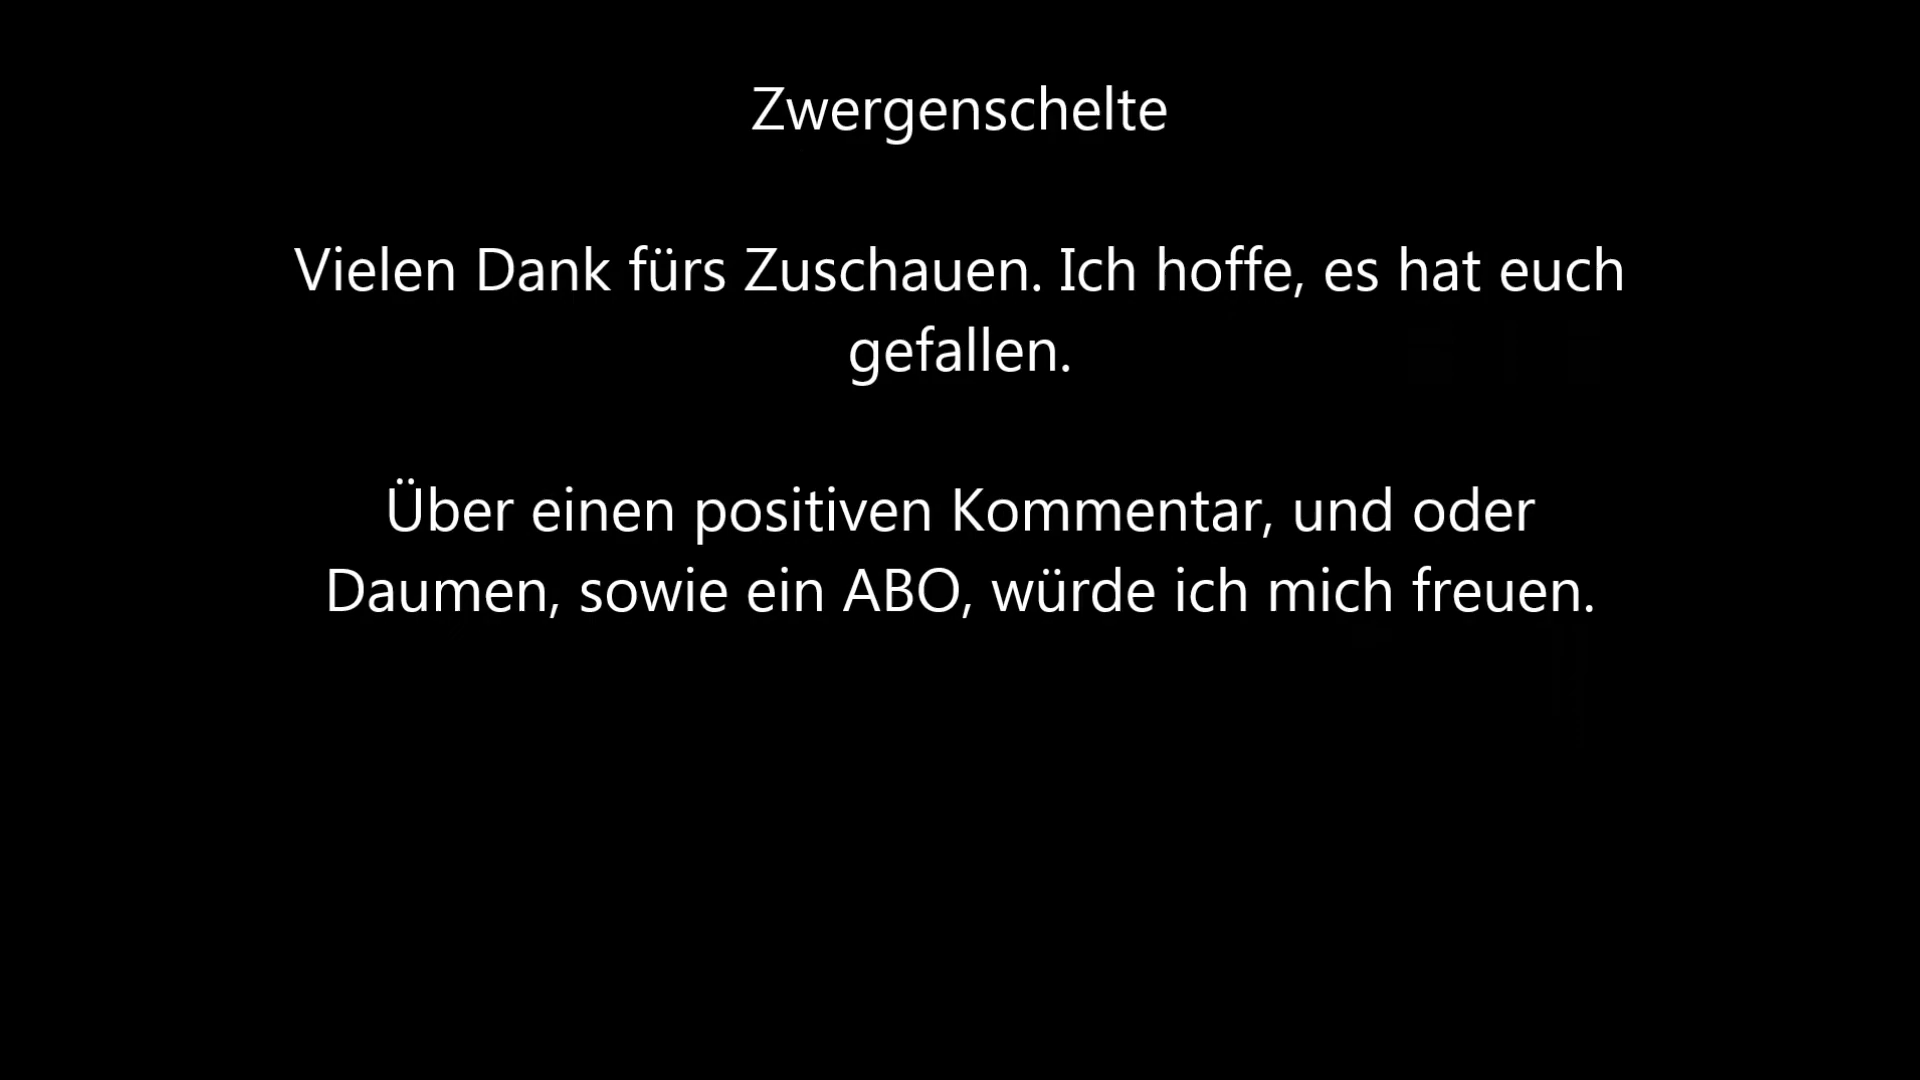 Zwergenschelte
Vielen Dank fürs Zuschauen. Ich hoffe, es hat euch
gefallen.
Über einen positiven Kommentar, und oder
Daumen, sowie ein ABO, würde ich mich freuen.